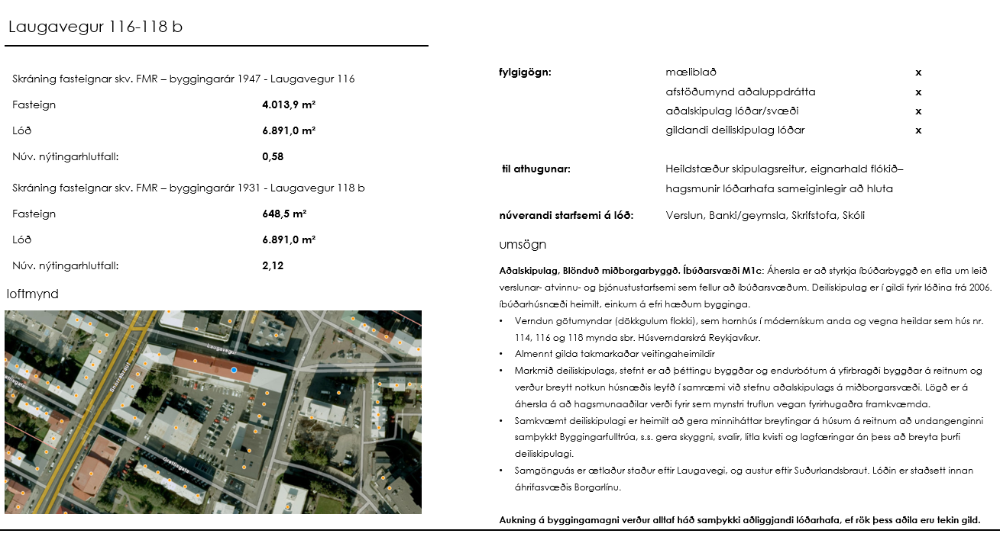 Laugavegur 116-118 b
Skráning fasteignar skv. FMR – byggingarár 1947 - Laugavegur 116
Fasteign 4.013,9 m²
Lóð 6.891,0 m²
Núv. nýtingarhlutfall: 0,58
Skráning fasteignar skv. FMR – byggingarár 1931 - Laugavegur 118 b
Fasteign 648,5 m²
Lóð 6.891,0 m²
Núv. nýtingarhlutfall: 2,12
loftmynd
Laugavegur
Snorrabraut
Grettisgata
fylgigögn: mæliblað x
afstöðumynd aðaluppdrátta x
aðalskipulag lóðar/svæði x
gildandi deiliskipulag lóðar x
til athugunar: Heildstæður skipulagsreitur, eignarhald flókið–
hagsmunir lóðarhafa sameiginlegir að hluta
núverandi starfsemi á lóð: Verslun, Banki/geymsla, Skrifstofa, Skóli
umsögn
Aðalskipulag, Blönduð miðborgarbyggð. Íbúðarsvæði M1c: Áhersla er að styrkja íbúðarbyggð en efla um leið
verslunar- atvinnu- og þjónustustarfsemi sem fellur að íbúðarsvæðum. Deiliskipulag er í gildi fyrir lóðina frá 2006.
íbúðarhúsnæði heimilt, einkum á efri hæðum bygginga.
• Verndun götumyndar (dökkgulum flokki), sem hornhús í módernískum anda og vegna heildar sem hús nr.
114, 116 og 118 mynda sbr. Húsverndarskrá Reykjavíkur.
• Almennt gilda takmarkaðar veitingaheimildir
• Markmið deiliskipulags, stefnt er að þéttingu byggðar og endurbótum á yfirbragði byggðar á reitnum og
verður breytt notkun húsnæðis leyfð í samræmi við stefnu aðalskipulags á miðborgarsvæði. Lögð er á
áhersla á að hagsmunaaðilar verði fyrir sem mynstri truflun vegan fyrirhugaðra framkvæmda.
• Samkvæmt deiliskipulagi er heimilt að gera minniháttar breytingar á húsum á reitnum að undangenginni
samþykkt Byggingarfulltrúa, s.s. gera skyggni, svalir, litla kvisti og lagfæringar án þess að breyta þurfi
deiliskipulagi.
• Samgönguás er ætlaður staður eftir Laugavegi, og austur eftir Suðurlandsbraut. Lóðin er staðsett innan
áhrifasvæðis Borgarlínu.
Aukning á byggingamagni verður alltaf háð samþykki aðliggjandi lóðarhafa, ef rök þess aðila eru tekin gild.